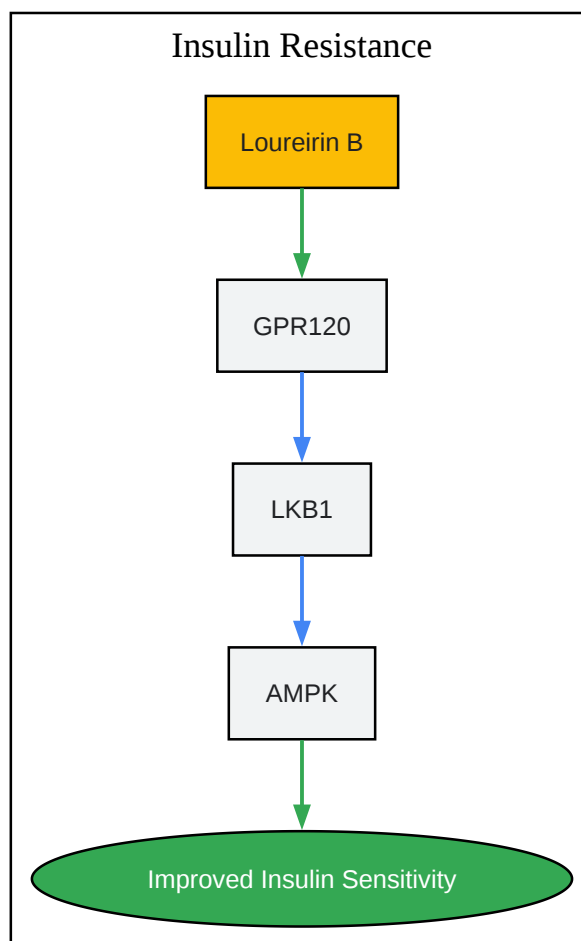 Insulin Resistance
Loureirin B
GPR120
LKB1
AMPK
Improved Insulin Sensitivity